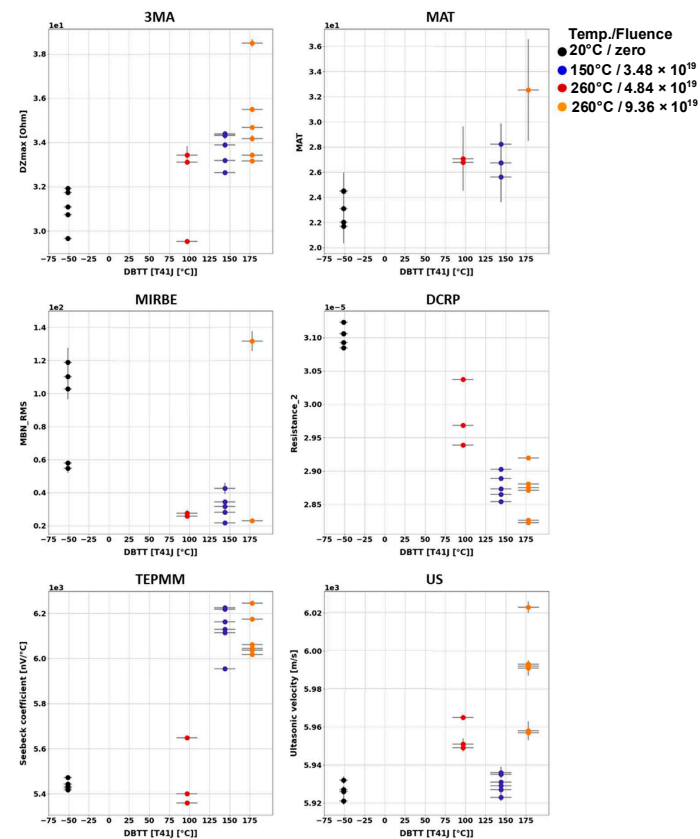 3MA
MAT
Temp./Fluence
20°C / zero
150°C / 3.48 × 10¹⁹
260°C / 4.84 × 10¹⁹
260°C / 9.36 × 10¹⁹
1e1
3.8
3.6
3.4
3.2
3.0
DZmax [Ohm]
−75 −50 −25 0 25 50 75 100 125 150 175
DBTT [T41J [°C]]
1e1
3.6
3.4
3.2
3.0
2.8
2.6
2.4
2.2
2.0
MAT
−75 −50 −25 0 25 50 75 100 125 150 175
DBTT [T41J [°C]]
MIRBE
DCRP
1e2
1.4
1.2
1.0
0.8
0.6
0.4
0.2
MBN_RMS
−75 −50 −25 0 25 50 75 100 125 150 175
DBTT [T41J [°C]]
1e−5
3.10
3.05
3.00
2.95
2.90
2.85
Resistance_2
−75 −50 −25 0 25 50 75 100 125 150 175
DBTT [T41J [°C]]
TEPMM
US
1e3
6.2
6.0
5.8
5.6
5.4
Seebeck coefficient [nV/°C]
−75 −50 −25 0 25 50 75 100 125 150 175
DBTT [T41J [°C]]
1e3
6.02
6.00
5.98
5.96
5.94
5.92
Ultasonic velocity [m/s]
−75 −50 −25 0 25 50 75 100 125 150 175
DBTT [T41J [°C]]